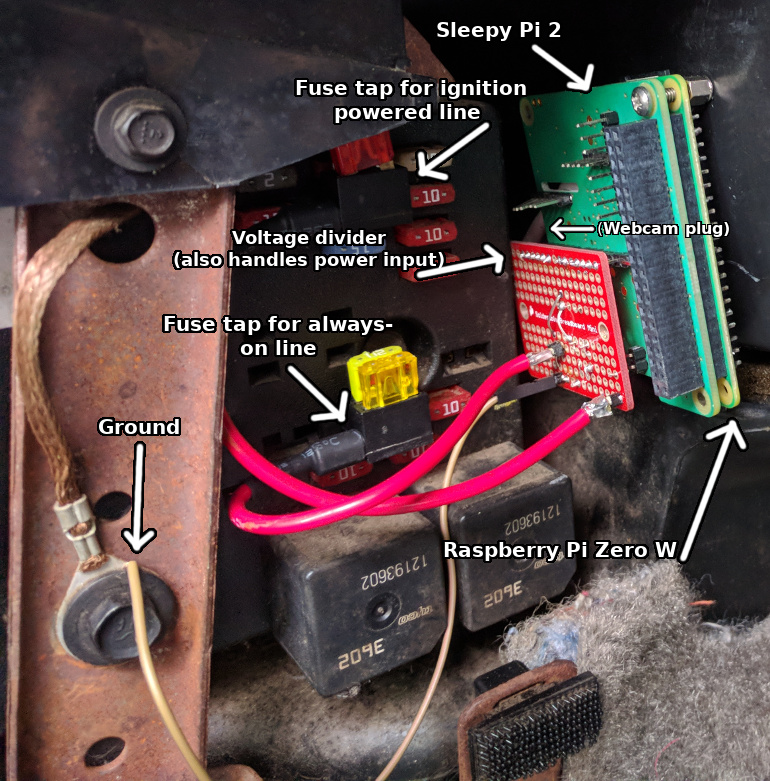 Sleepy Pi 2
Fuse tap for ignition
powered line
2
10
10
(Webcam plug)
Voltage divider
(also handles power input)
Fuse tap for always-
on line
10
10
Ground
12193602
12193602
Raspberry Pi Zero W
209E
209E